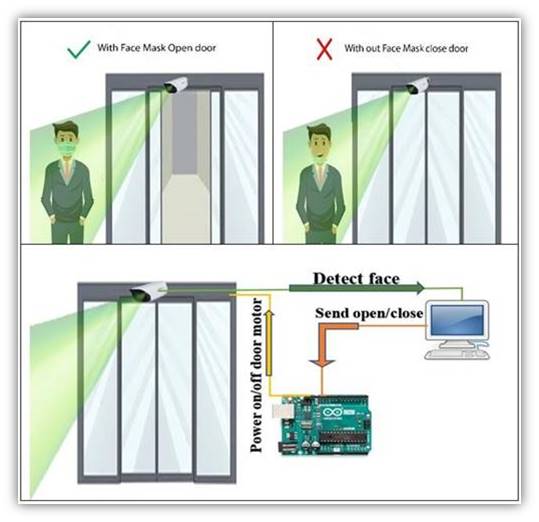 With Face Mask Open door
With out Face Mask close door
Detect face
Send open/close
Power on/off door motor